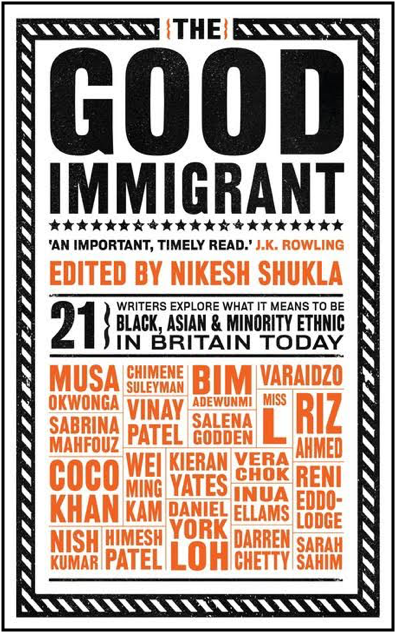 {THE}
GOOD
IMMIGRANT
'AN IMPORTANT, TIMELY READ.' J.K. ROWLING
EDITED BY NIKESH SHUKLA
21} WRITERS EXPLORE WHAT IT MEANS TO BE
BLACK, ASIAN & MINORITY ETHNIC
IN BRITAIN TODAY
MUSA
OKWONGA
SABRINA
MAHFOUZ
COCO
KHAN
NISH
KUMAR
CHIMENE
SULEYMAN
VINAY
PATEL
WEI
MING
KAM
HIMESH
PATEL
BIM
ADEWUNMI
SALENA
GODDEN
KIERAN
YATES
DANIEL
YORK
LOH
VARAIDZO
MISS
L
VERA
CHOK
INUA
ELLAMS
DARREN
CHETTY
RIZ
AHMED
RENI
EDDO-
LODGE
SARAH
SAHIM